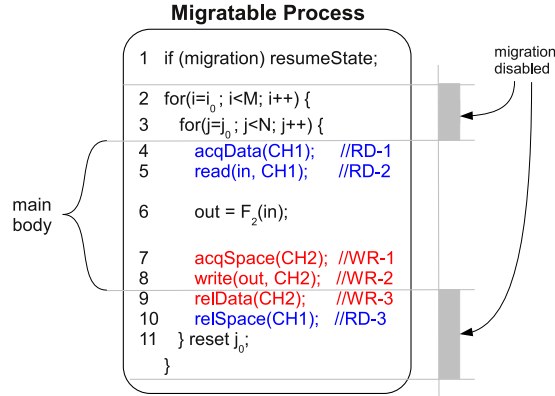 Migratable Process
1 if (migration) resumeState;
migration
disabled
2 for(i=i0 ; i<M; i++) {
3 for(j=j0 ; j<N; j++) {
4 acqData(CH1); //RD-1
5 read(in, CH1); //RD-2
main
body
6 out = F2(in);
7 acqSpace(CH2); //WR-1
8 write(out, CH2); //WR-2
9 relData(CH2); //WR-3
10 relSpace(CH1); //RD-3
11 } reset j0;
}